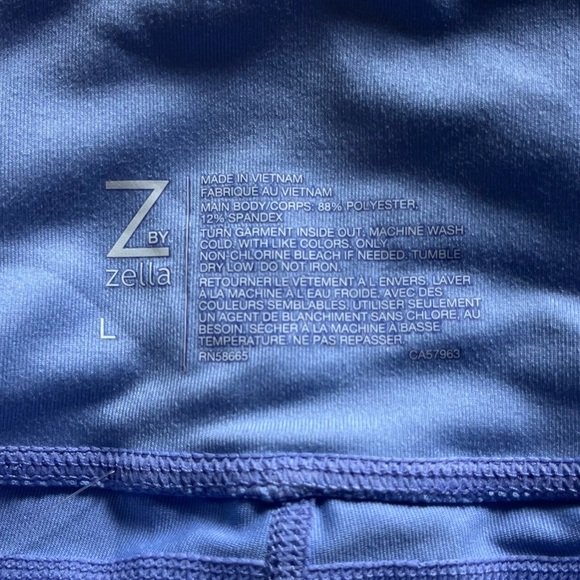 Z BY
zella
L
MADE IN VIETNAM
FABRIQUÉ AU VIETNAM
MAIN BODY/CORPS: 88% POLYESTER,
12% SPANDEX
TURN GARMENT INSIDE OUT. MACHINE WASH
COLD. WITH LIKE COLORS. ONLY
NON-CHLORINE BLEACH IF NEEDED. TUMBLE
DRY LOW. DO NOT IRON.
RETOURNER LE VÊTEMENT À L'ENVERS. LAVER
À LA MACHINE À L'EAU FROIDE, AVEC DES
COULEURS SEMBLABLES. UTILISER SEULEMENT
UN AGENT DE BLANCHIMENT SANS CHLORE, AU
BESOIN. SÉCHER À LA MACHINE À BASSE
TEMPÉRATURE. NE PAS REPASSER.
RN58665 CA57963